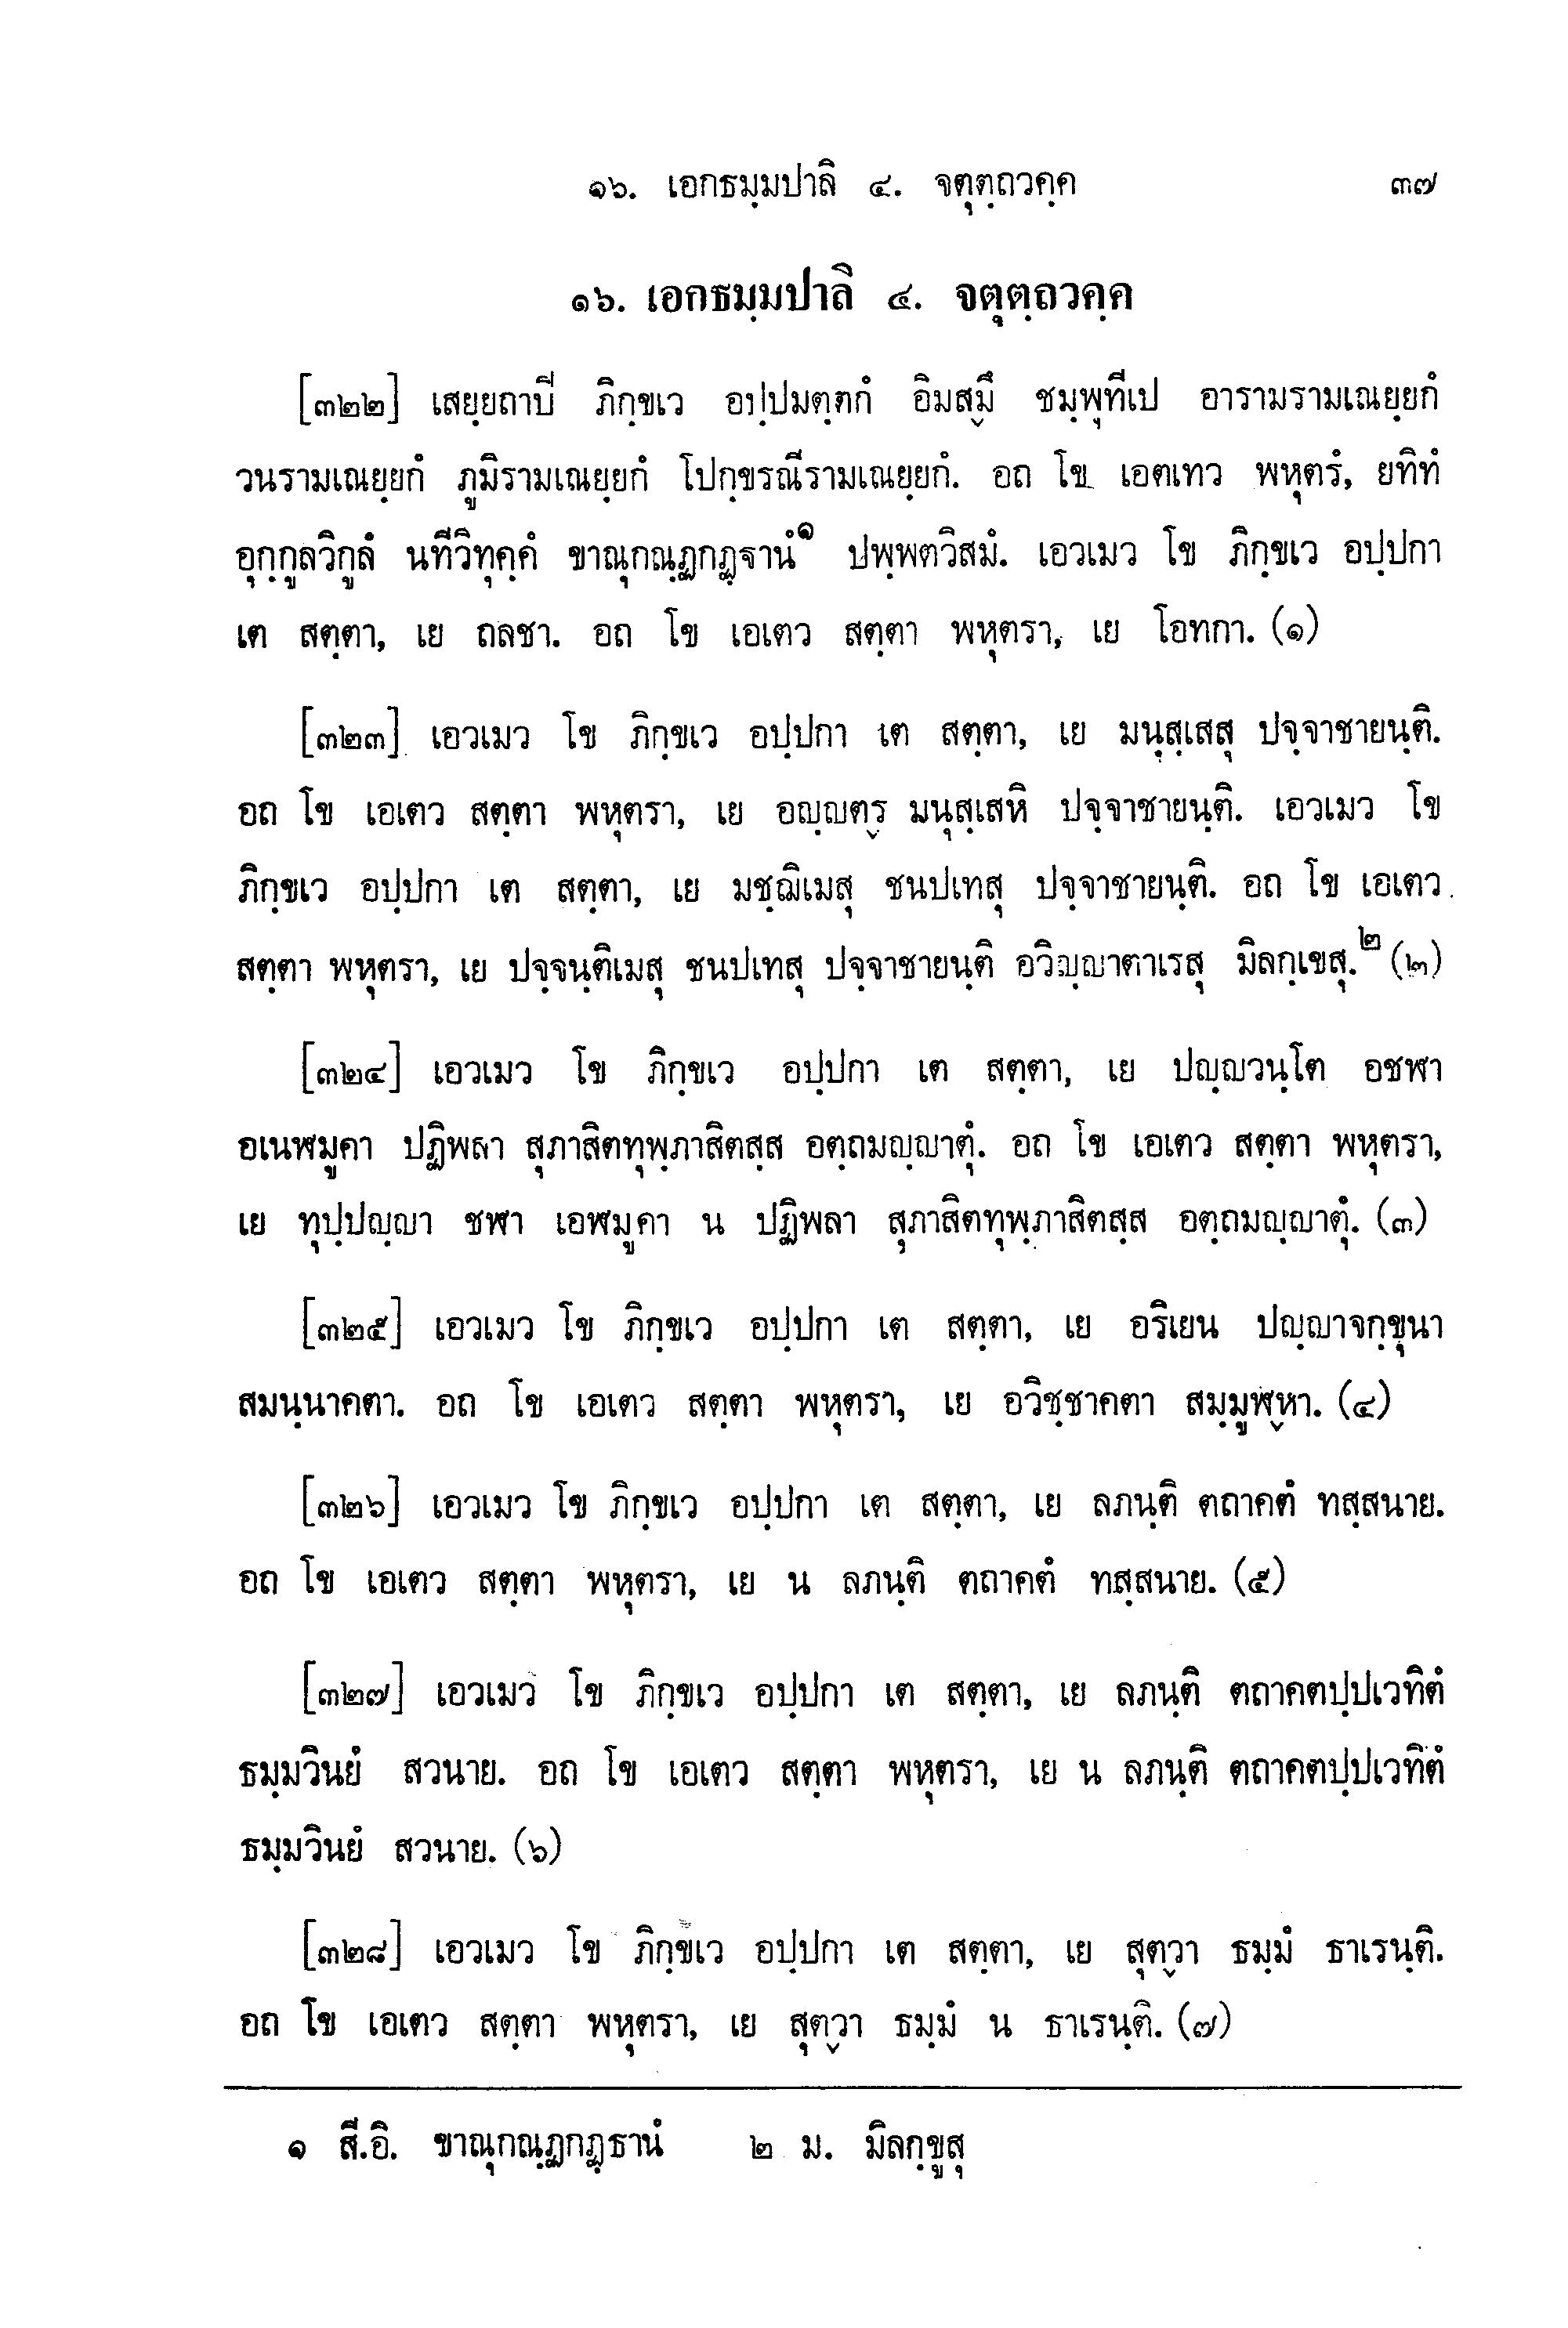 ๑๖. เอกธมฺมปาลิ ๔. จตุตฺถวคฺค ๓๗
๑๖. เอกธมฺมปาลิ ๔. จตุตฺถวคฺค
[๓๒๒] เสยฺยถาบี ภิกฺขเว อปฺปมตฺตกํ อิมสฺมึ ชมฺพุทีเป อารามรามเณยฺยกํ
วนรามเณยฺยกํ ภูมิรามเณยฺยกํ โปกฺขรณีรามเณยฺยกํ. อถ โข เอตเทว พหุตรํ, ยทิทํ
อุกฺกูลวิกูลํ นทีวิทุคฺคํ ขาณุกณฺฏกฏฺฐานํ๑ ปพฺพตวิสมํ. เอวเมว โข ภิกฺขเว อปฺปกา
เต สตฺตา, เย ถลชา. อถ โข เอเตว สตฺตา พหุตรา, เย โอทกา. (๑)
[๓๒๓] เอวเมว โข ภิกฺขเว อปฺปกา เต สตฺตา, เย มนุสฺเสสุ ปจฺจาชายนฺติ.
อถ โข เอเตว สตฺตา พหุตรา, เย อญฺญตฺร มนุสฺเสหิ ปจฺจาชายนฺติ. เอวเมว โข
ภิกฺขเว อปฺปกา เต สตฺตา, เย มชฺฌิเมสุ ชนปเทสุ ปจฺจาชายนฺติ. อถ โข เอเตว
สตฺตา พหุตรา, เย ปจฺจนฺติเมสุ ชนปเทสุ ปจฺจาชายนฺติ อวิญฺญาตาเรสุ มิลกฺเขสุ.๒ (๒)
[๓๒๔] เอวเมว โข ภิกฺขเว อปฺปกา เต สตฺตา, เย ปญฺญวนฺโต อชฬา
อเนฬมูคา ปฏิพลา สุภาสิตทุพฺภาสิตสฺส อตฺถมญฺญาตุํ. อถ โข เอเตว สตฺตา พหุตรา,
เย ทุปฺปญฺญา ชฬา เอฬมูคา น ปฏิพลา สุภาสิตทุพฺภาสิตสฺส อตฺถมญฺญาตุํ. (๓)
[๓๒๕] เอวเมว โข ภิกฺขเว อปฺปกา เต สตฺตา, เย อริเยน ปญฺญาจกฺขุนา
สมนฺนาคตา. อถ โข เอเตว สตฺตา พหุตรา, เย อวิชฺชาคตา สมฺมูฬฺหา. (๔)
[๓๒๖] เอวเมว โข ภิกฺขเว อปฺปกา เต สตฺตา, เย ลภนฺติ ตถาคตํ ทสฺสนาย.
อถ โข เอเตว สตฺตา พหุตรา, เย น ลภนฺติ ตถาคตํ ทสฺสนาย. (๕)
[๓๒๗] เอวเมว โข ภิกฺขเว อปฺปกา เต สตฺตา, เย ลภนฺติ ตถาคตปฺปเวทิตํ
ธมฺมวินยํ สวนาย. อถ โข เอเตว สตฺตา พหุตรา, เย น ลภนฺติ ตถาคตปฺปเวทิตํ
ธมฺมวินยํ สวนาย. (๖)
[๓๒๘] เอวเมว โข ภิกฺขเว อปฺปกา เต สตฺตา, เย สุตฺวา ธมฺมํ ธาเรนฺติ.
อถ โข เอเตว สตฺตา พหุตรา, เย สุตฺวา ธมฺมํ น ธาเรนฺติ. (๗)
๑ สี.อิ. ขาณุกณฺฏกฏฺธานํ ๒ ม. มิลกฺขูสุ